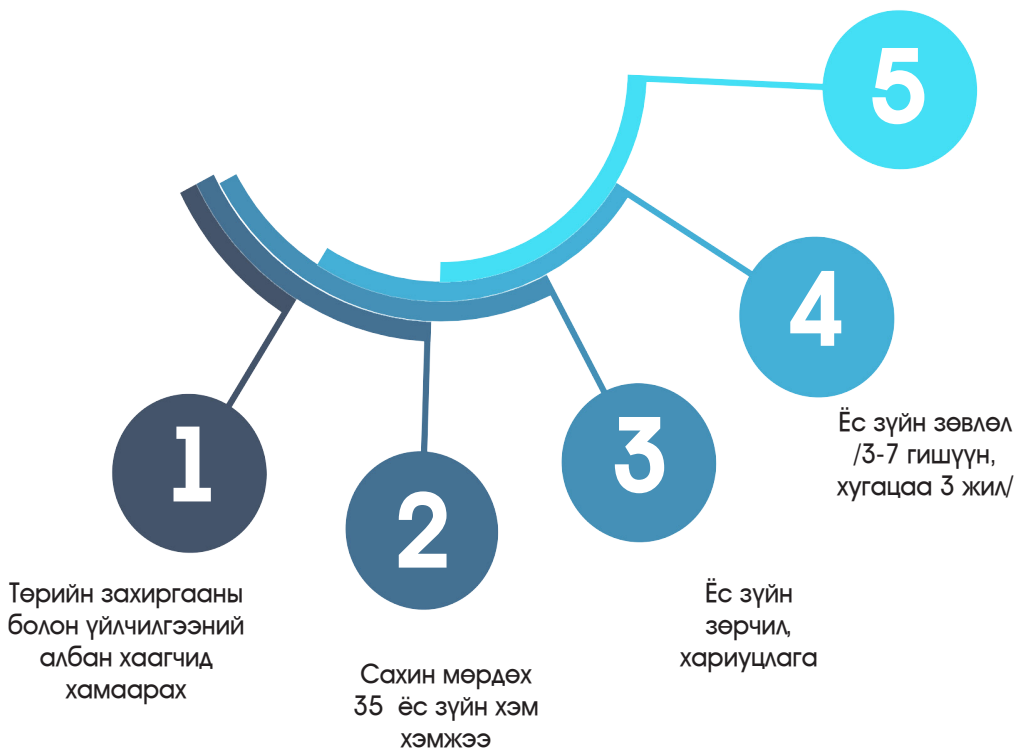 1
Төрийн захиргааны
болон үйлчилгээний
албан хаагчид
хамаарах
2
Сахин мөрдөх
35 ёс зүйн хэм
хэмжээ
3
Ёс зүйн
зөрчил,
хариуцлага
4
Ёс зүйн зөвлөл
/3-7 гишүүн,
хугацаа 3 жил/
5